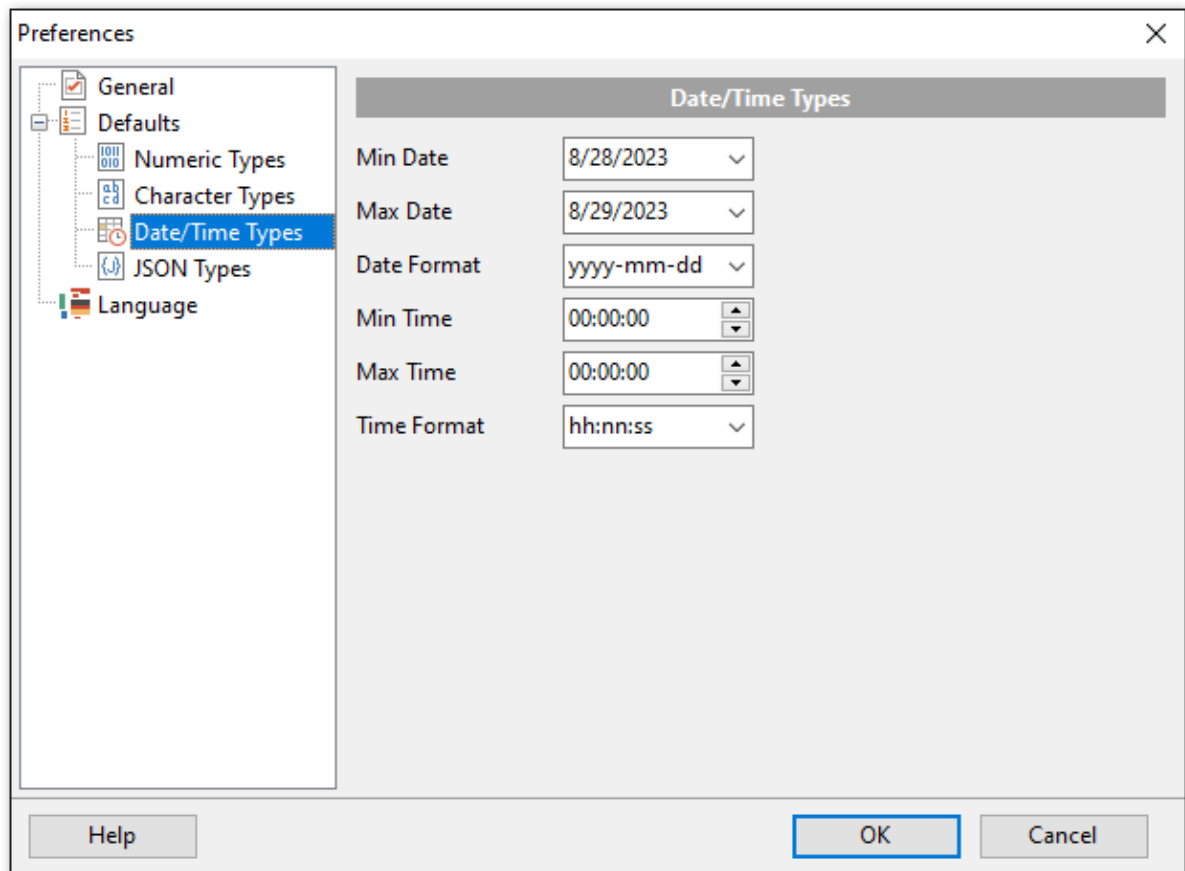 Preferences
General
Defaults
Numeric Types
Character Types
Date/Time Types
JSON Types
Language
Date/Time Types
Min Date 8/28/2023
Max Date 8/29/2023
Date Format yyyy-mm-dd
Min Time 00:00:00
Max Time 00:00:00
Time Format hh:nn:ss
Help OK Cancel